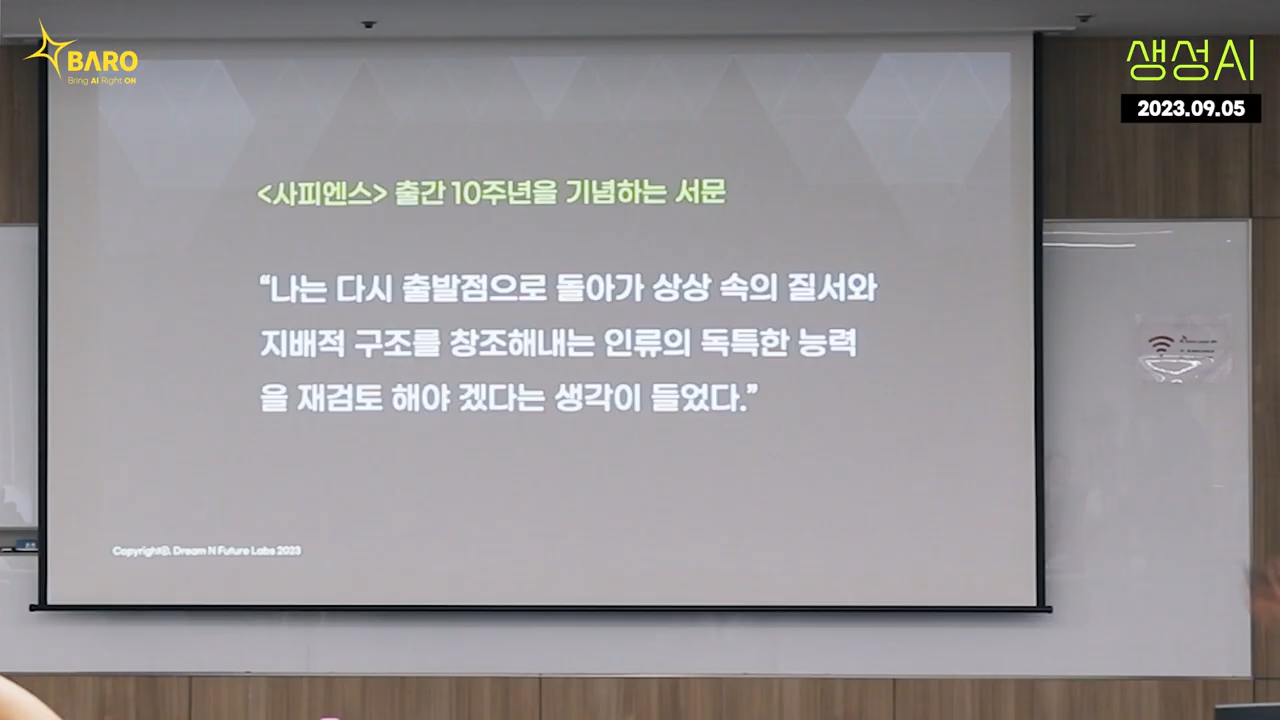 BARO
Bring AI Right ON
생성AI
2023.09.05
<사피엔스> 출간 10주년을 기념하는 서문
“나는 다시 출발점으로 돌아가 상상 속의 질서와
지배적 구조를 창조해내는 인류의 독특한 능력
을 재검토 해야 겠다는 생각이 들었다.”
Copyright©. Dream N Future Labs 2023